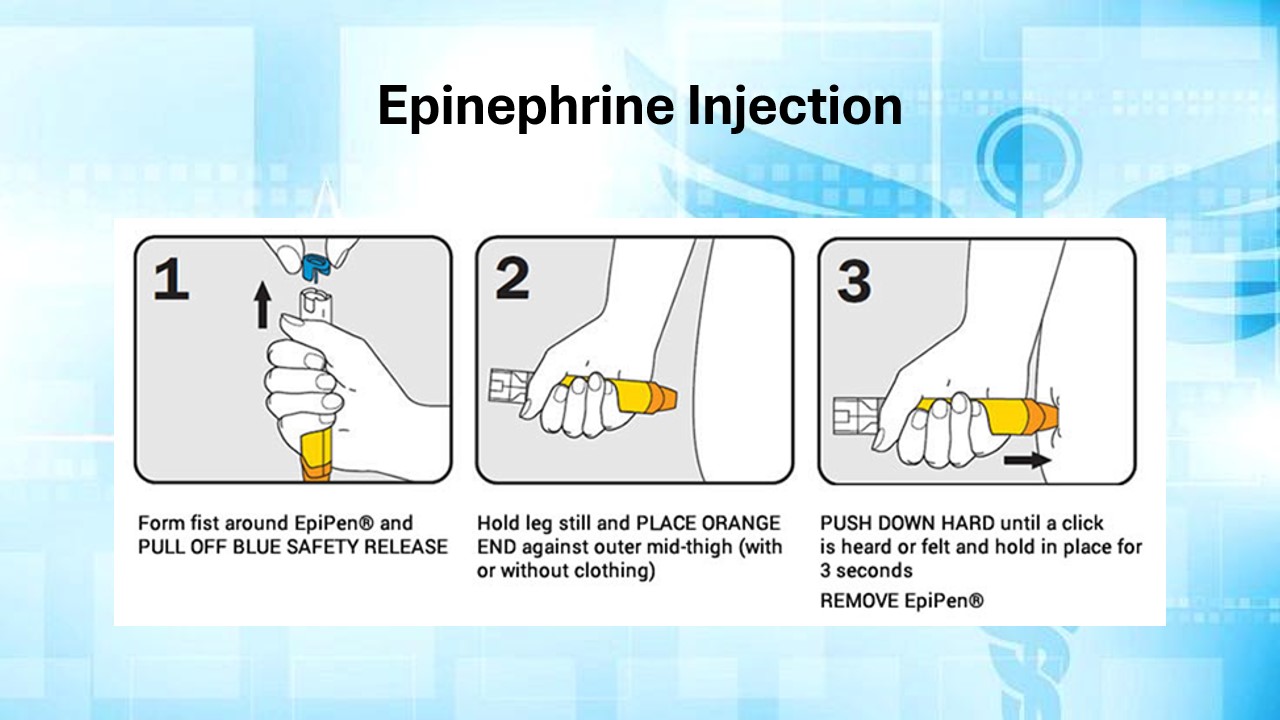 Epinephrine Injection
1
2
3
Form fist around EpiPen® and
PULL OFF BLUE SAFETY RELEASE
Hold leg still and PLACE ORANGE
END against outer mid-thigh (with
or without clothing)
PUSH DOWN HARD until a click
is heard or felt and hold in place for
3 seconds
REMOVE EpiPen®